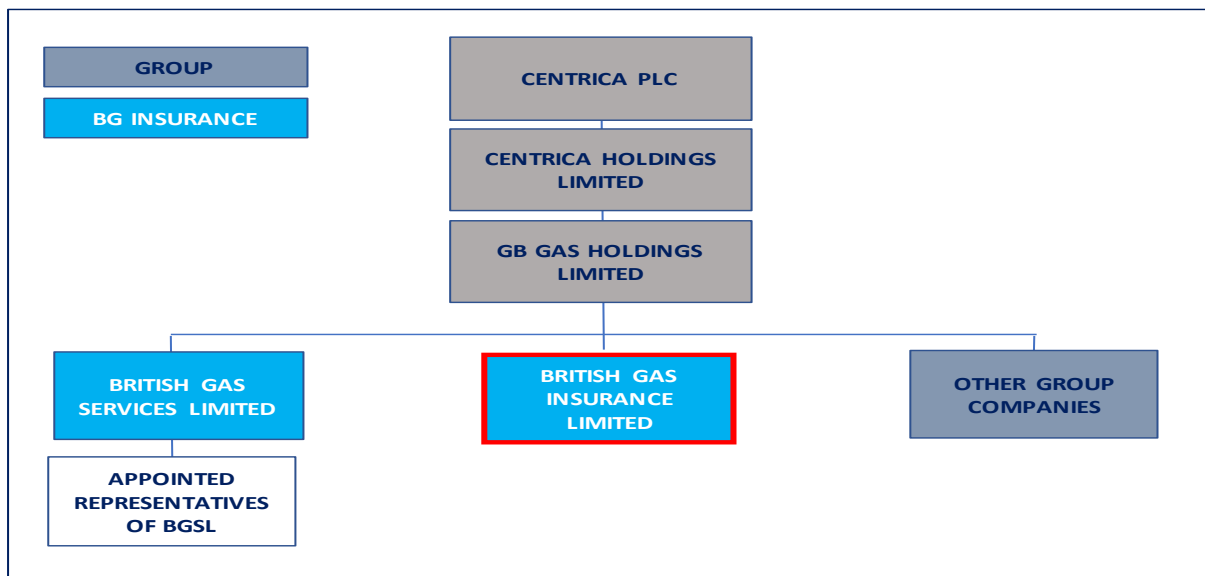 GROUP
BG INSURANCE
CENTRICA PLC
CENTRICA HOLDINGS
LIMITED
GB GAS HOLDINGS
LIMITED
BRITISH GAS
SERVICES LIMITED
BRITISH GAS
INSURANCE
LIMITED
OTHER GROUP
COMPANIES
APPOINTED
REPRESENTATIVES
OF BGSL